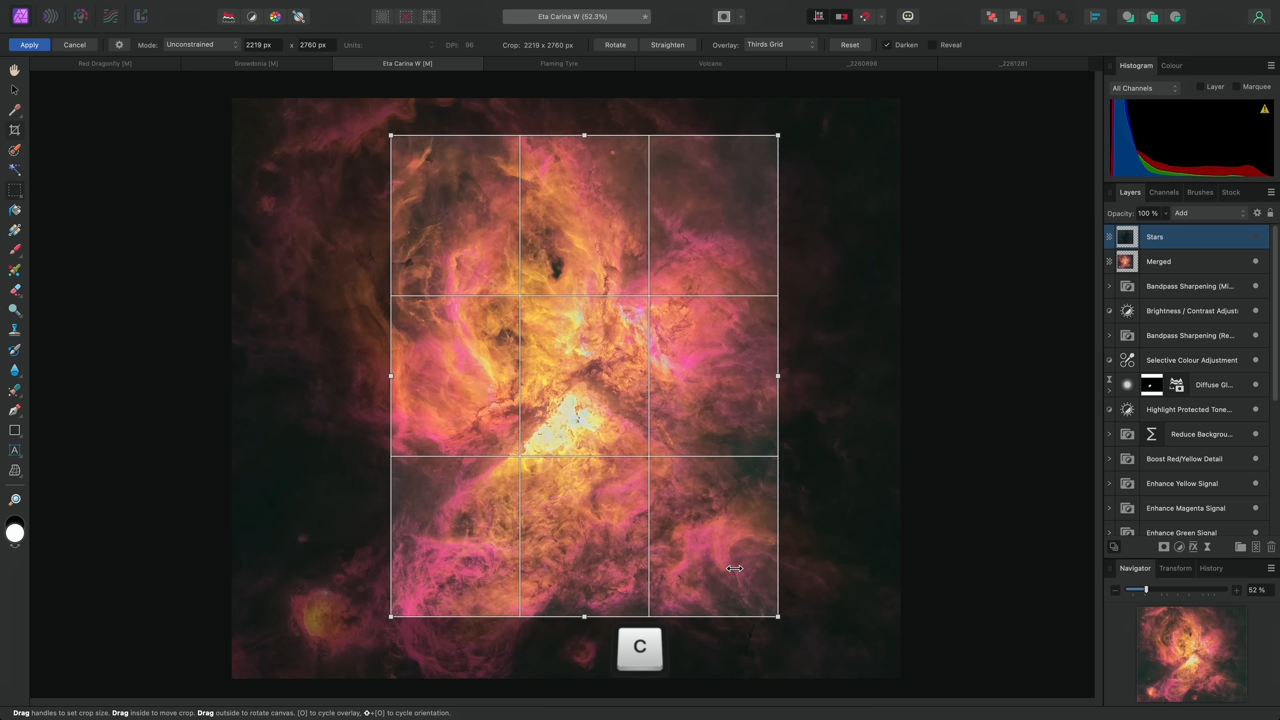 Eta Carina W (52.3%)
Apply Cancel Mode: Unconstrained 2219 px x 2760 px Units: DPI: 96 Crop: 2219 x 2760 px Rotate Straighten Overlay: Thirds Grid Reset Darken Reveal
Red Dragonfly [M] Snowdonia [M] Eta Carina W [M] Flaming Tyre Volcano _2260898 _2281281
Histogram Colour
All Channels Layer Marquee
Layers Channels Brushes Stock
Opacity: 100 % Add
Stars
Merged
Bandpass Sharpening (Mi...
Brightness / Contrast Adjust
Bandpass Sharpening (Re...
Selective Colour Adjustment
Diffuse Gl...
Highlight Protected Tone...
Reduce Backgrou...
Boost Red/Yellow Detail
Enhance Yellow Signal
Enhance Magenta Signal
Enhance Green Signal
Navigator Transform History
52 %
C
Drag handles to set crop size. Drag inside to move crop. Drag outside to rotate canvas. [O] to cycle overlay, ⇧+[O] to cycle orientation.